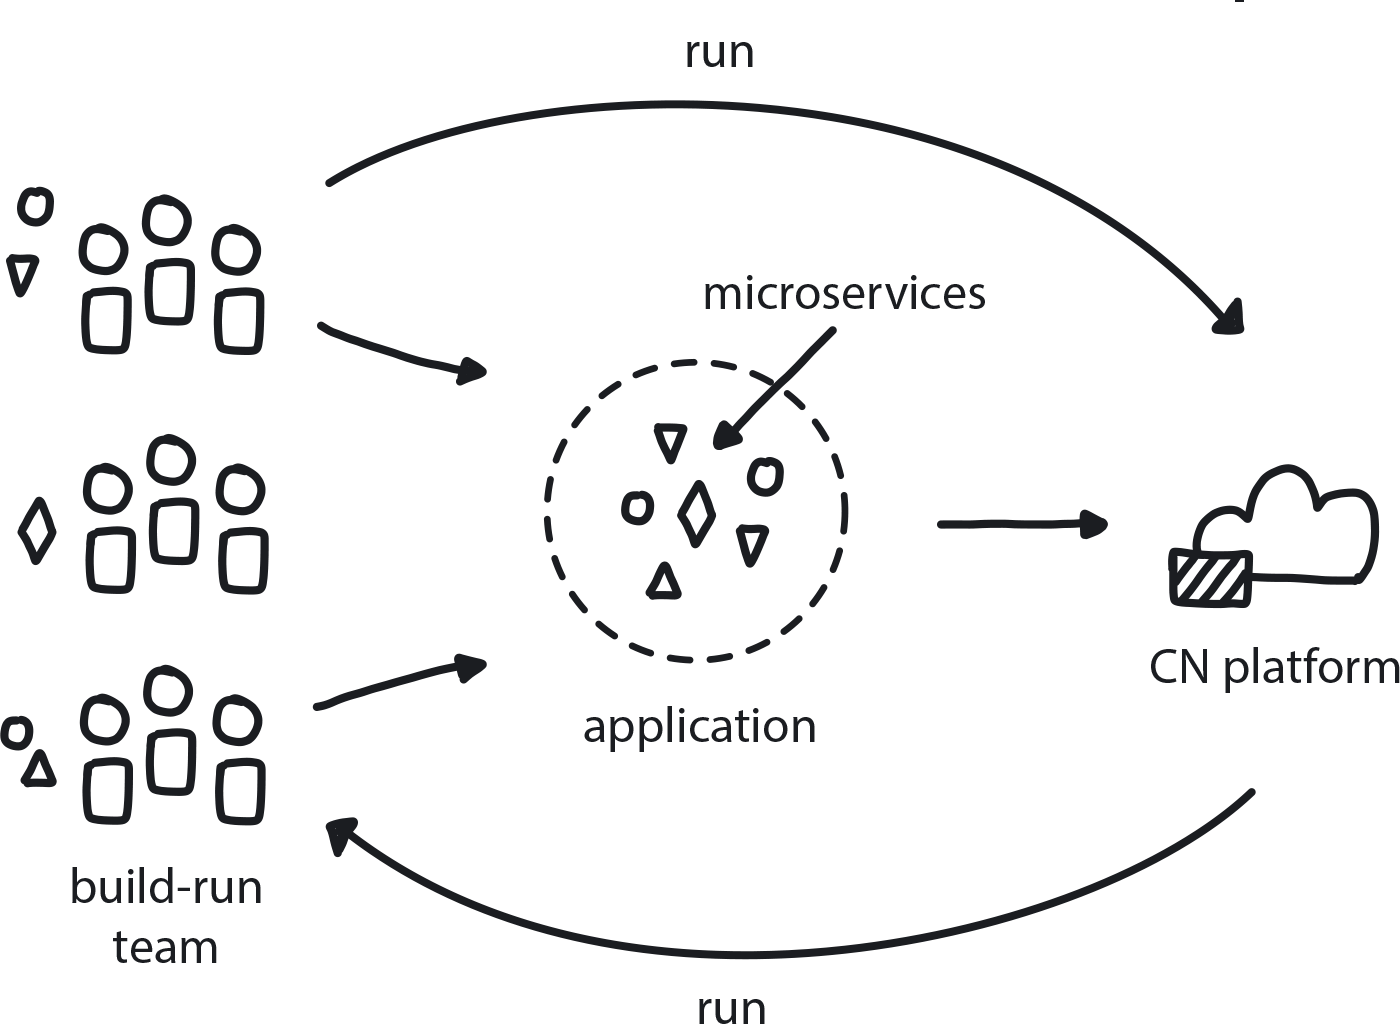 run
microservices
CN platform
application
build-run
team
run